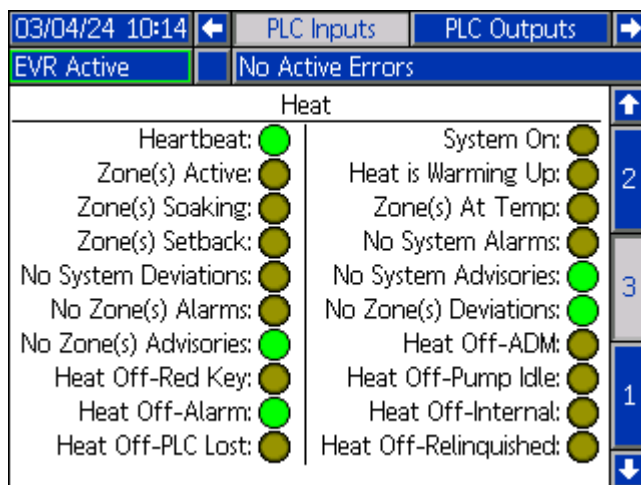 03/04/24 10:14 PLC Inputs PLC Outputs
EVR Active No Active Errors
Heat
Heartbeat: System On:
Zone(s) Active: Heat is Warming Up:
Zone(s) Soaking: Zone(s) At Temp:
Zone(s) Setback: No System Alarms:
No System Deviations: No System Advisories:
No Zone(s) Alarms: No Zone(s) Deviations:
No Zone(s) Advisories: Heat Off-ADM:
Heat Off-Red Key: Heat Off-Pump Idle:
Heat Off-Alarm: Heat Off-Internal:
Heat Off-PLC Lost: Heat Off-Relinquished:
2
3
1